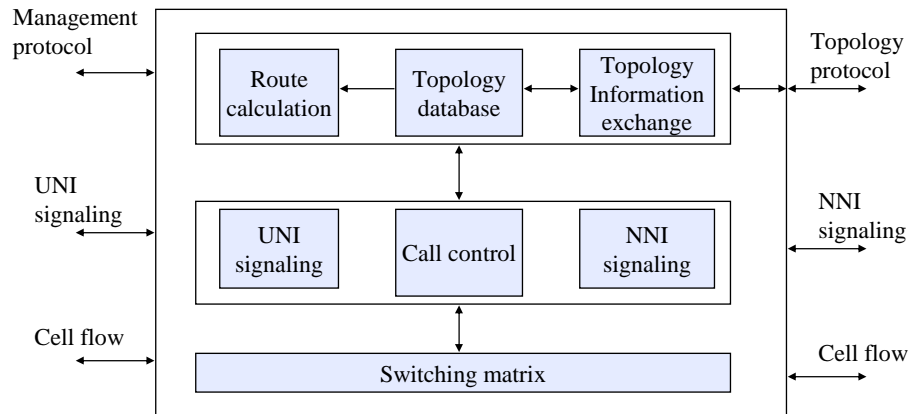 Management
protocol
Route
calculation
Topology
database
Topology
Information
exchange
Topology
protocol
UNI
signaling
UNI
signaling
Call control
NNI
signaling
NNI
signaling
Cell flow
Switching matrix
Cell flow